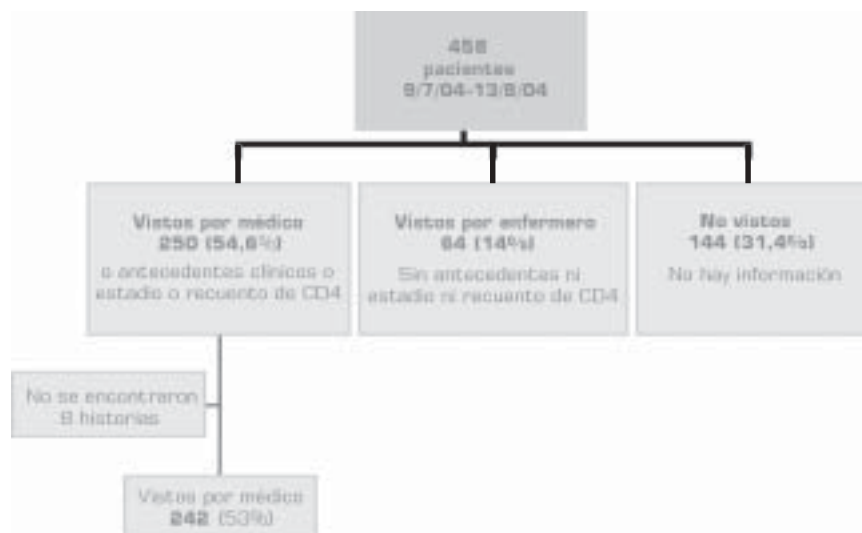 458
pacientes
9/7/04-13/8/04
Vistos por médico
250 (54,6%)
o antecedentes clínicos o
estadio o recuento de CD4
Vistos por enfermero
64 (14%)
Sin antecedentes ni
estadio ni recuento de CD4
No vistos
144 (31,4%)
No hay información
No se encontraron
8 historias
Vistos por médico
242 (53%)